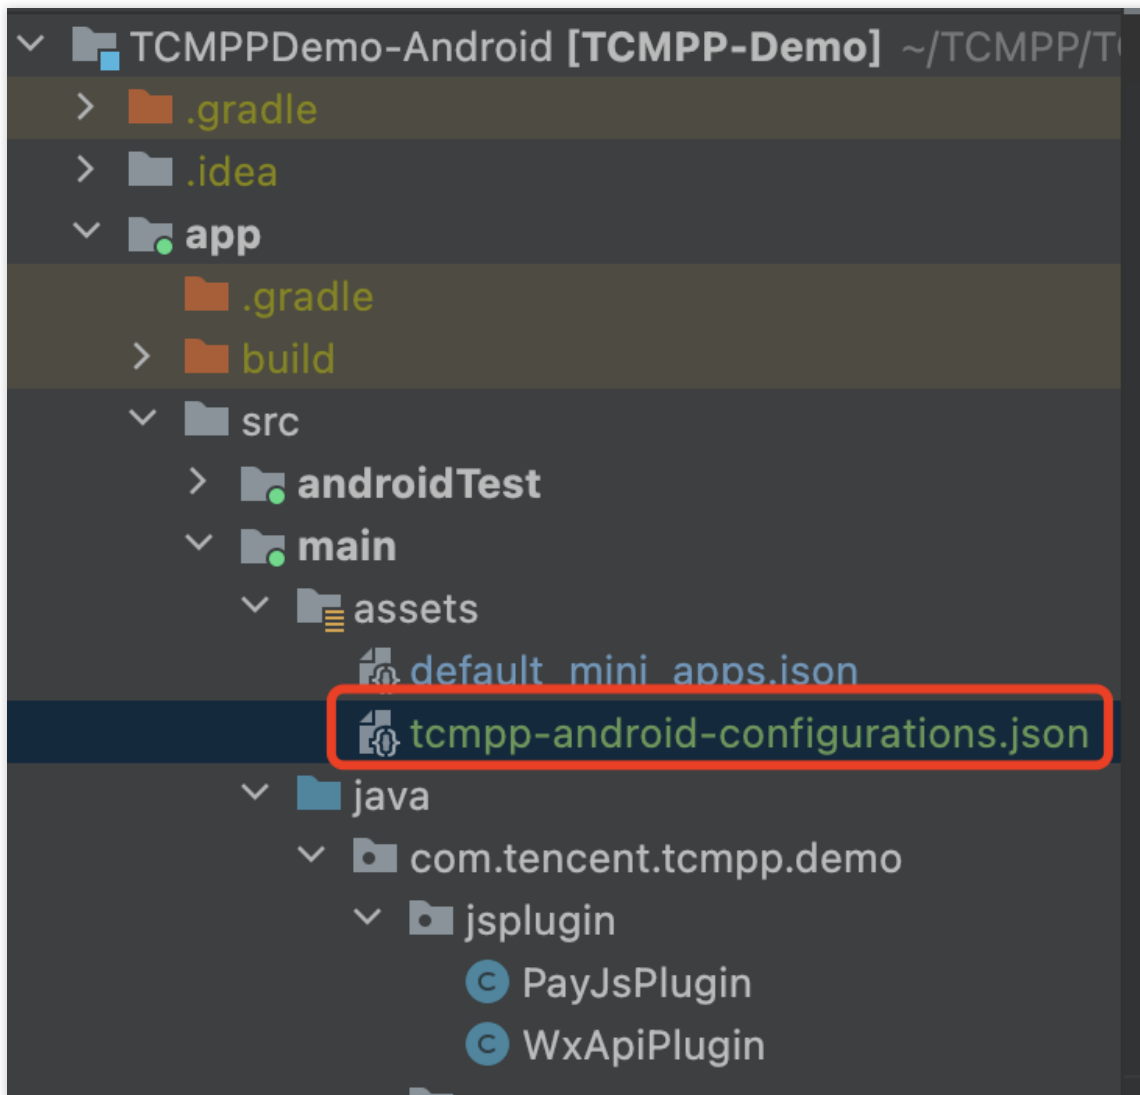 TCMPPDemo-Android [TCMPP-Demo] ~/TCMPP/T
.gradle
.idea
app
.gradle
build
src
androidTest
main
assets
default_mini_apps.json
tcmpp-android-configurations.json
java
com.tencent.tcmpp.demo
jsplugin
C PayJsPlugin
C WxApiPlugin